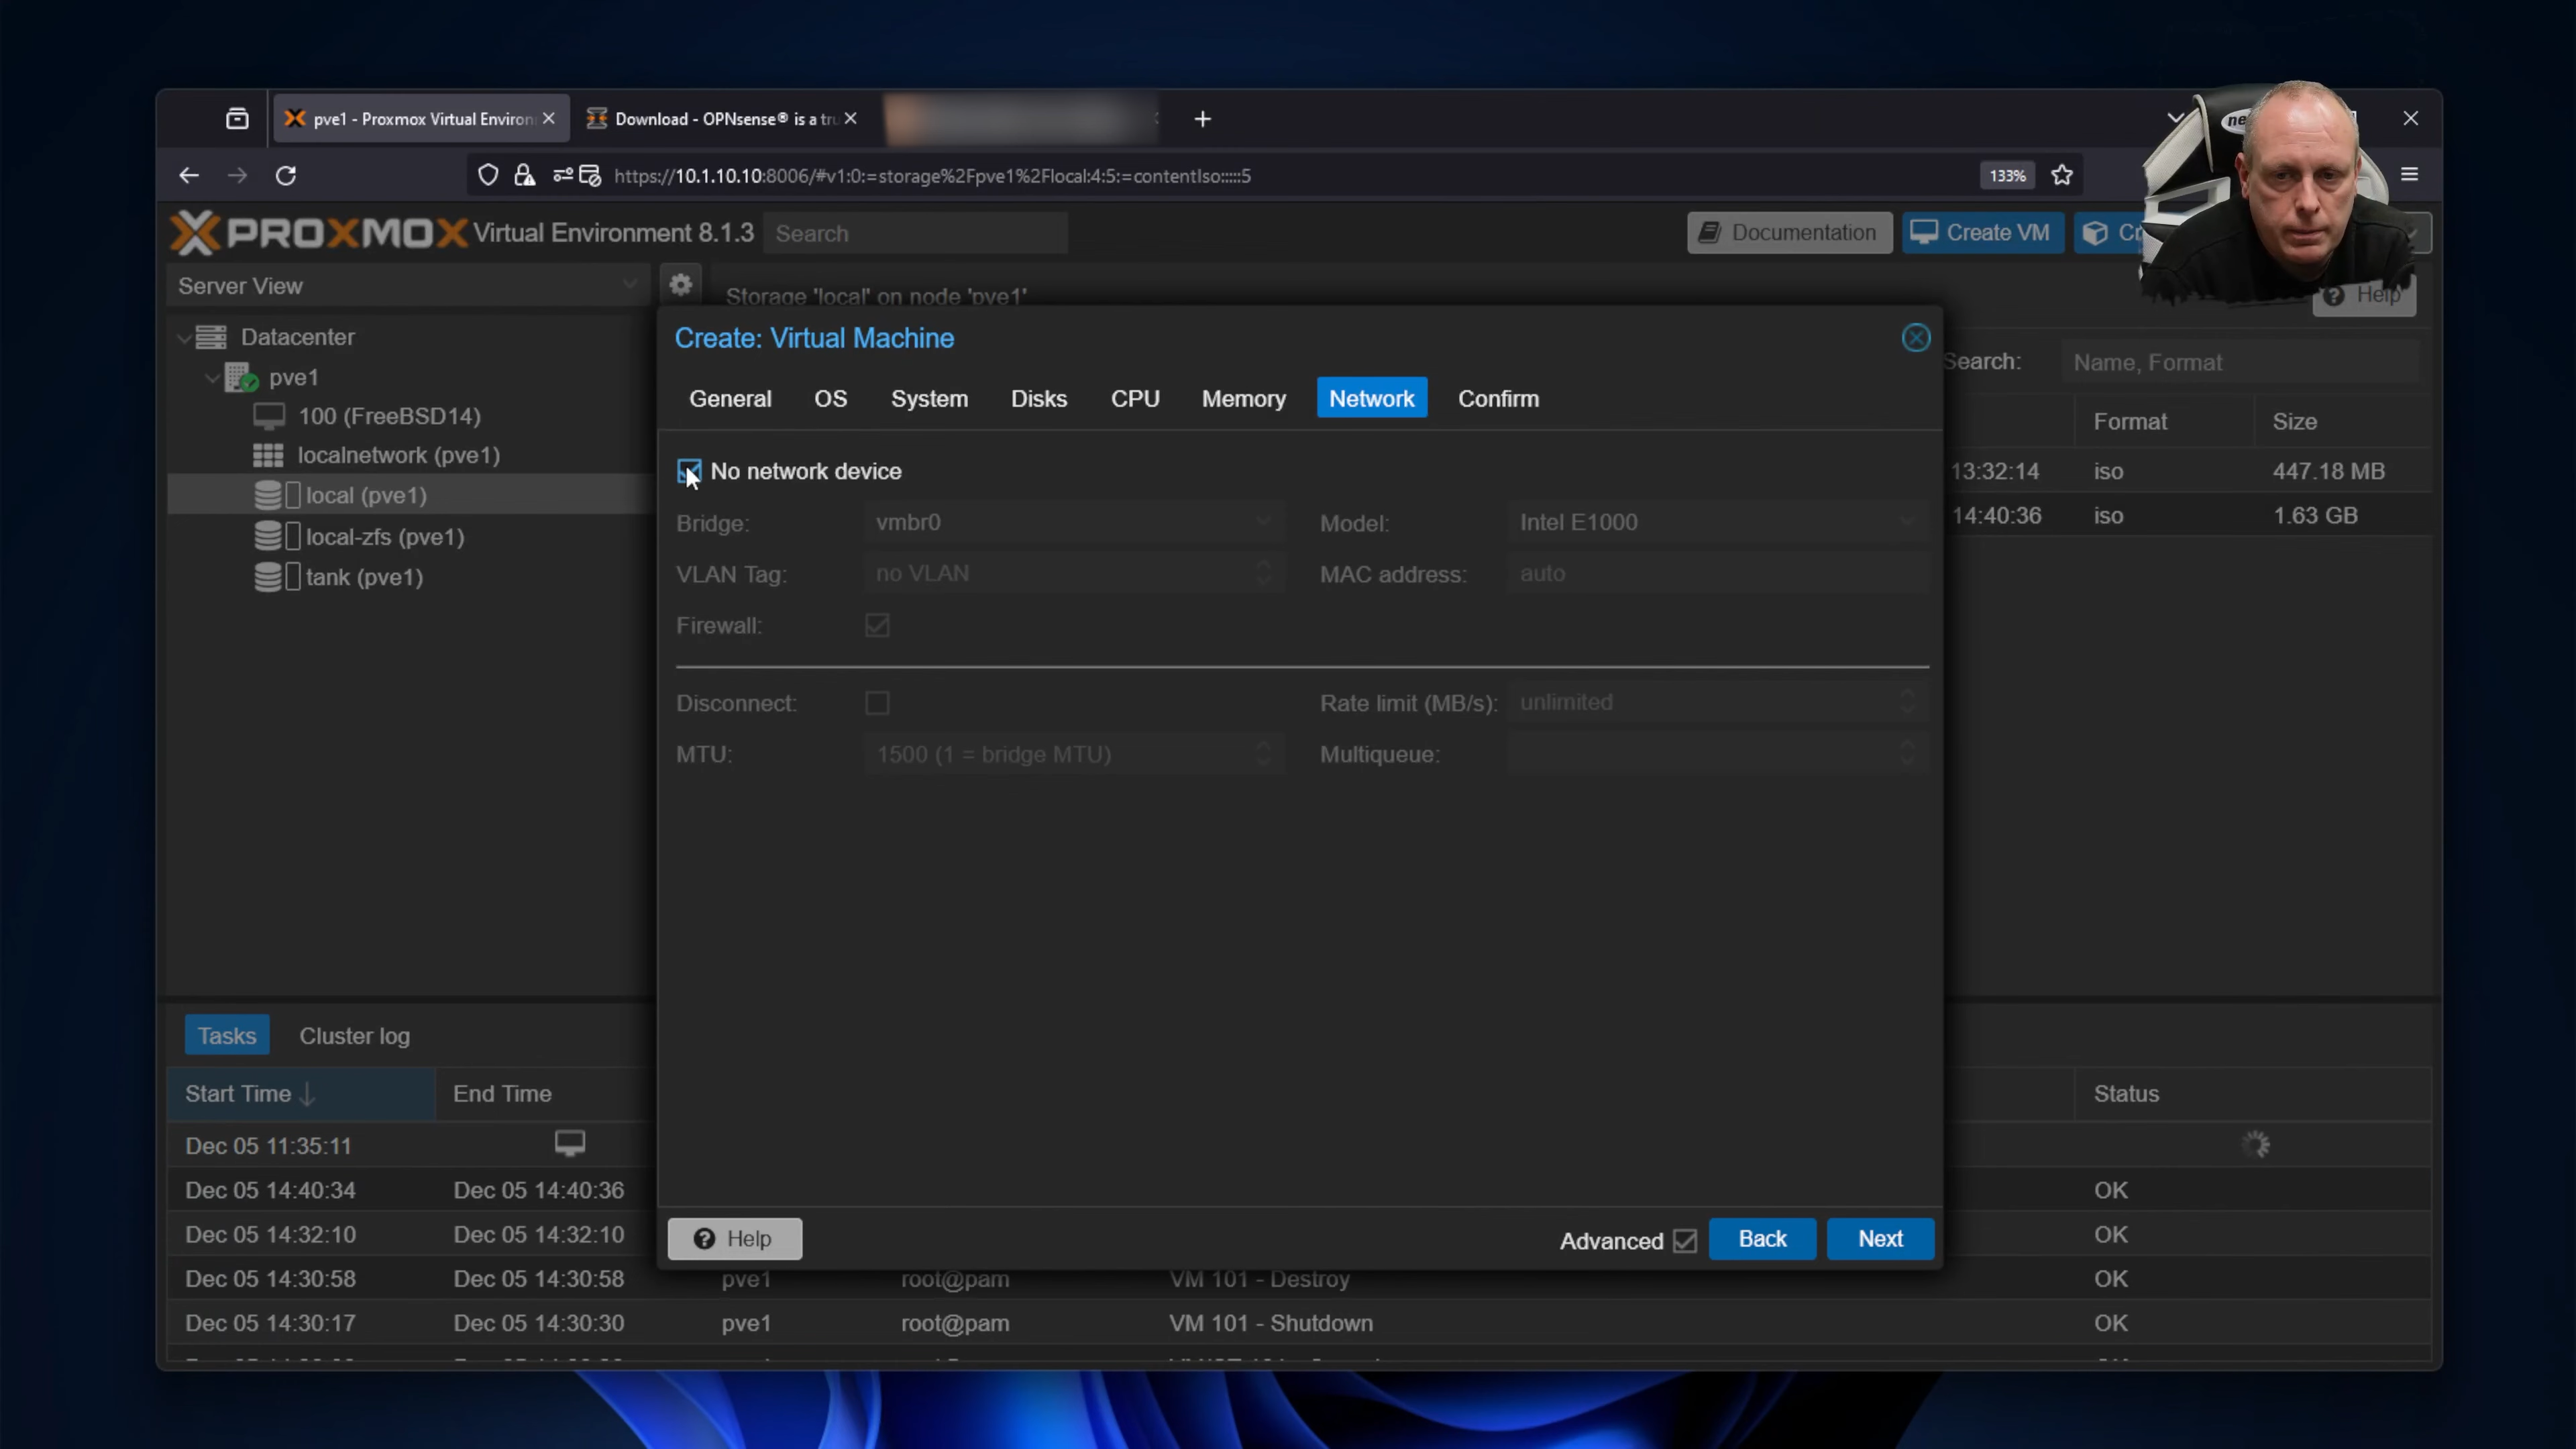 pve1 - Proxmox Virtual Environ
Download - OPNsense® is a tru
https://10.1.10.10:8006/#v1:0:=storage%2Fpve1%2Flocal:4:5:=contentIso:::::5
133%
PROXMOX Virtual Environment 8.1.3
Search
Documentation
Create VM
Server View
Storage 'local' on node 'pve1'
Help
Datacenter
pve1
100 (FreeBSD14)
localnetwork (pve1)
local (pve1)
local-zfs (pve1)
tank (pve1)
Search:
Name, Format
Format
Size
13:32:14
iso
447.18 MB
14:40:36
iso
1.63 GB
Create: Virtual Machine
General
OS
System
Disks
CPU
Memory
Network
Confirm
No network device
Bridge:
vmbr0
Model:
Intel E1000
VLAN Tag:
no VLAN
MAC address:
auto
Firewall:
Disconnect:
Rate limit (MB/s):
unlimited
MTU:
1500 (1 = bridge MTU)
Multiqueue:
Help
Advanced
Back
Next
Tasks
Cluster log
Start Time
End Time
Status
Dec 05 11:35:11
Dec 05 14:40:34
Dec 05 14:40:36
OK
Dec 05 14:32:10
Dec 05 14:32:10
OK
Dec 05 14:30:58
Dec 05 14:30:58
pve1
root@pam
VM 101 - Destroy
OK
Dec 05 14:30:17
Dec 05 14:30:30
pve1
root@pam
VM 101 - Shutdown
OK